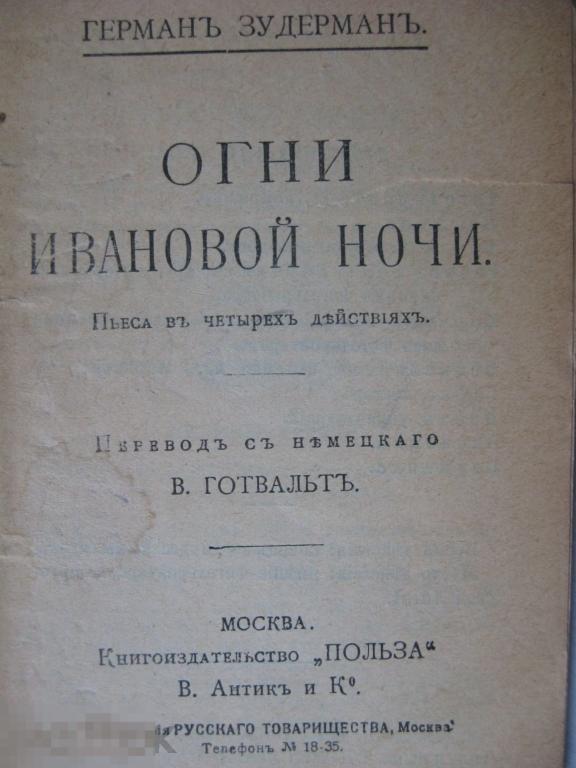 ГЕРМАНЪ ЗУДЕРМАНЪ.
ОГНИ
ИВАНОВОЙ НОЧИ.
Пьеса въ четырехъ дѣйствіяхъ.
Переводъ съ нѣмецкаго
В. ГОТВАЛЬТЪ.
МОСКВА.
Книгоиздательство „ПОЛЬЗА“
В. Антикъ и Кº.
РУССКАГО ТОВАРИЩЕСТВА, Москва
Телефонъ № 18-35.